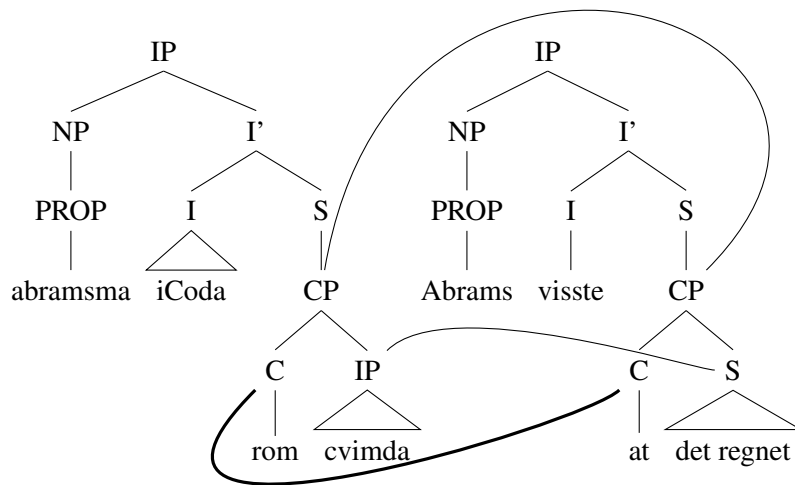 IP IP
NP I' NP I'
PROP I S PROP I S
abramsma iCoda CP Abrams visste CP
C IP C S
rom cvimda at det regnet